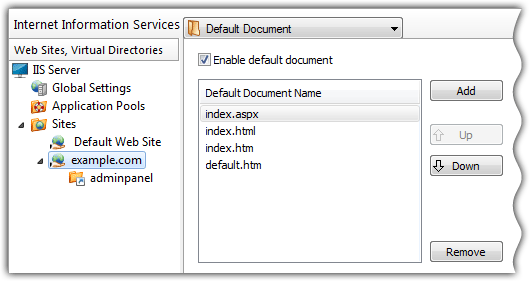 Internet Information Services
Default Document
Web Sites, Virtual Directories
IIS Server
Global Settings
Application Pools
Sites
Default Web Site
example.com
adminpanel
Enable default document
Default Document Name
index.aspx
index.html
index.htm
default.htm
Add
Up
Down
Remove